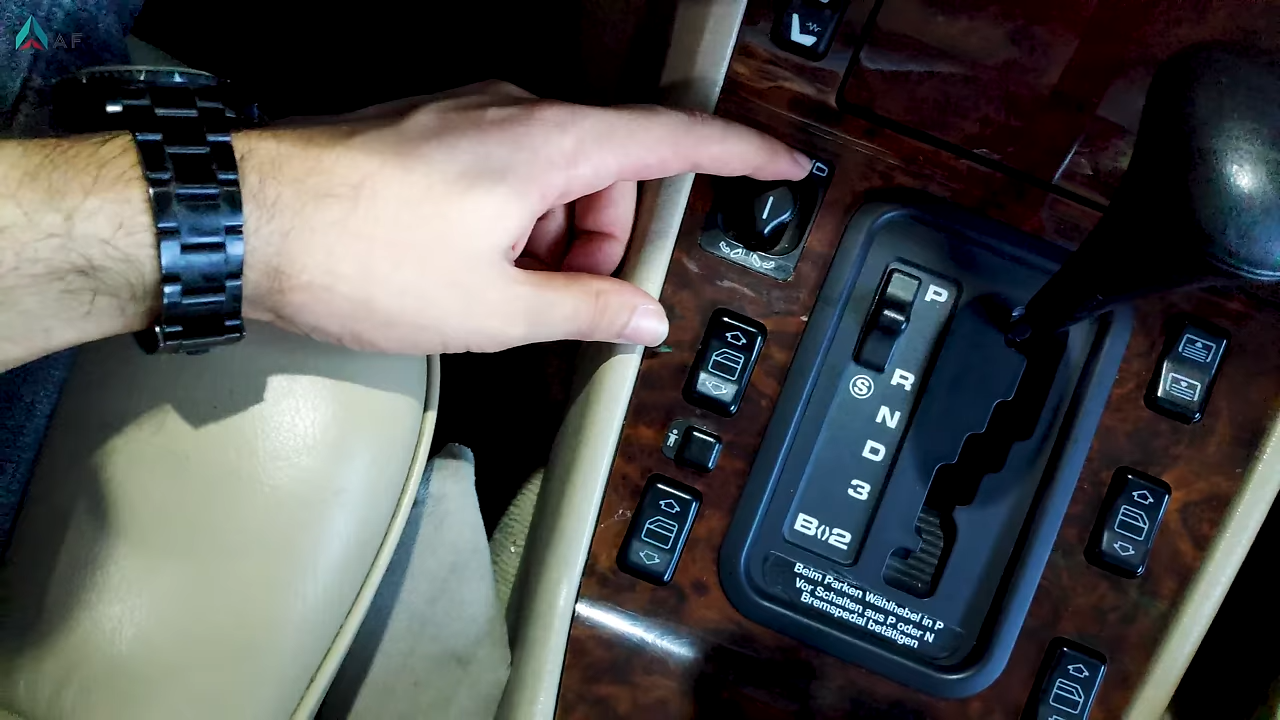 AF
P
R
S
N
D
3
B()2
Beim Parken Wählhebel in P
Vor Schalten aus P oder N
Bremspedal betätigen